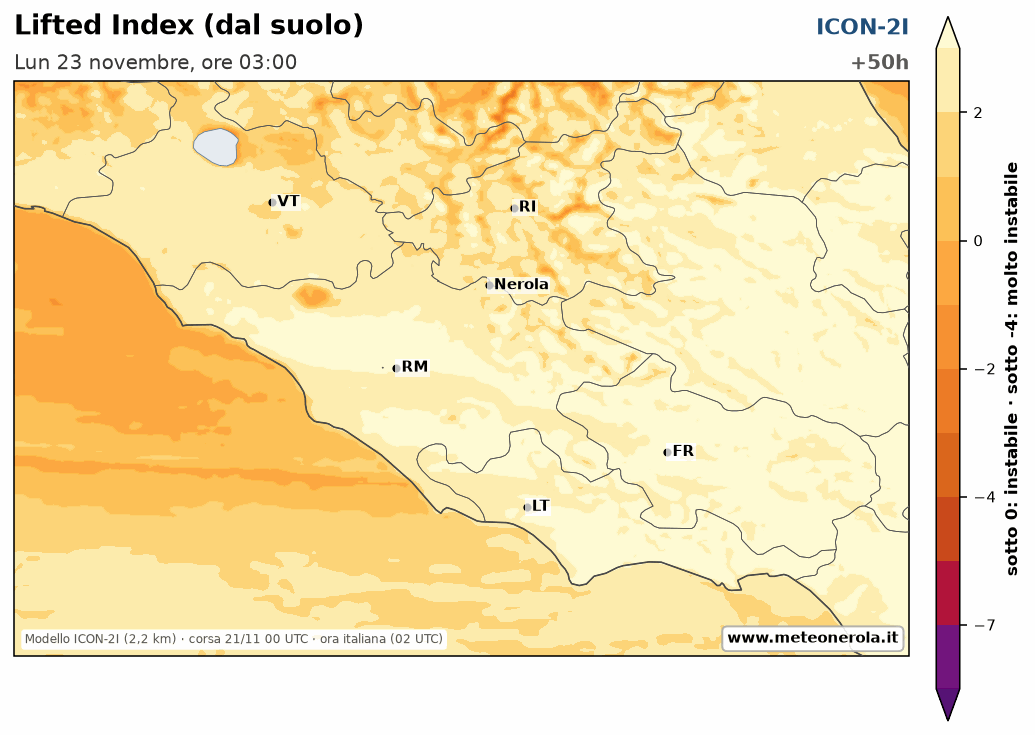 Lifted Index (dal suolo)
ICON-2I
Lun 23 novembre, ore 03:00
+50h
VT
RI
Nerola
RM
FR
LT
Modello ICON-2I (2,2 km) · corsa 21/11 00 UTC · ora italiana (02 UTC)
www.meteonerola.it
2
0
−2
−4
−7
sotto 0: instabile · sotto -4: molto instabile